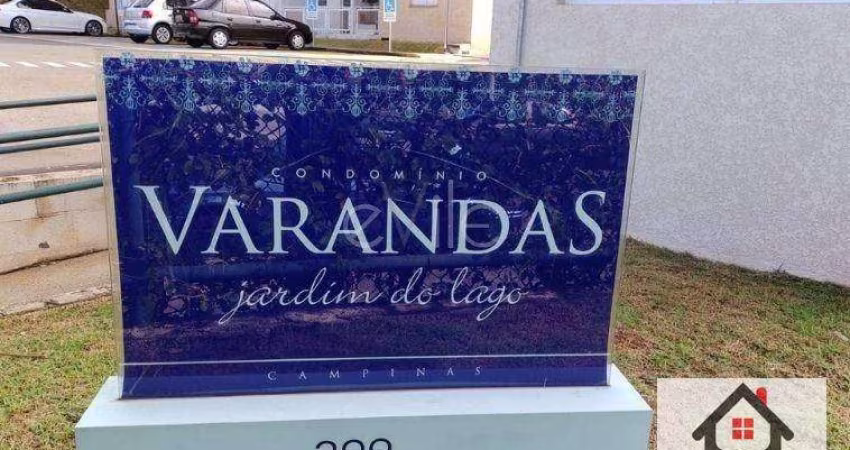 CONDOMÍNIO
VARANDAS
jardim do lago
CAMPINAS